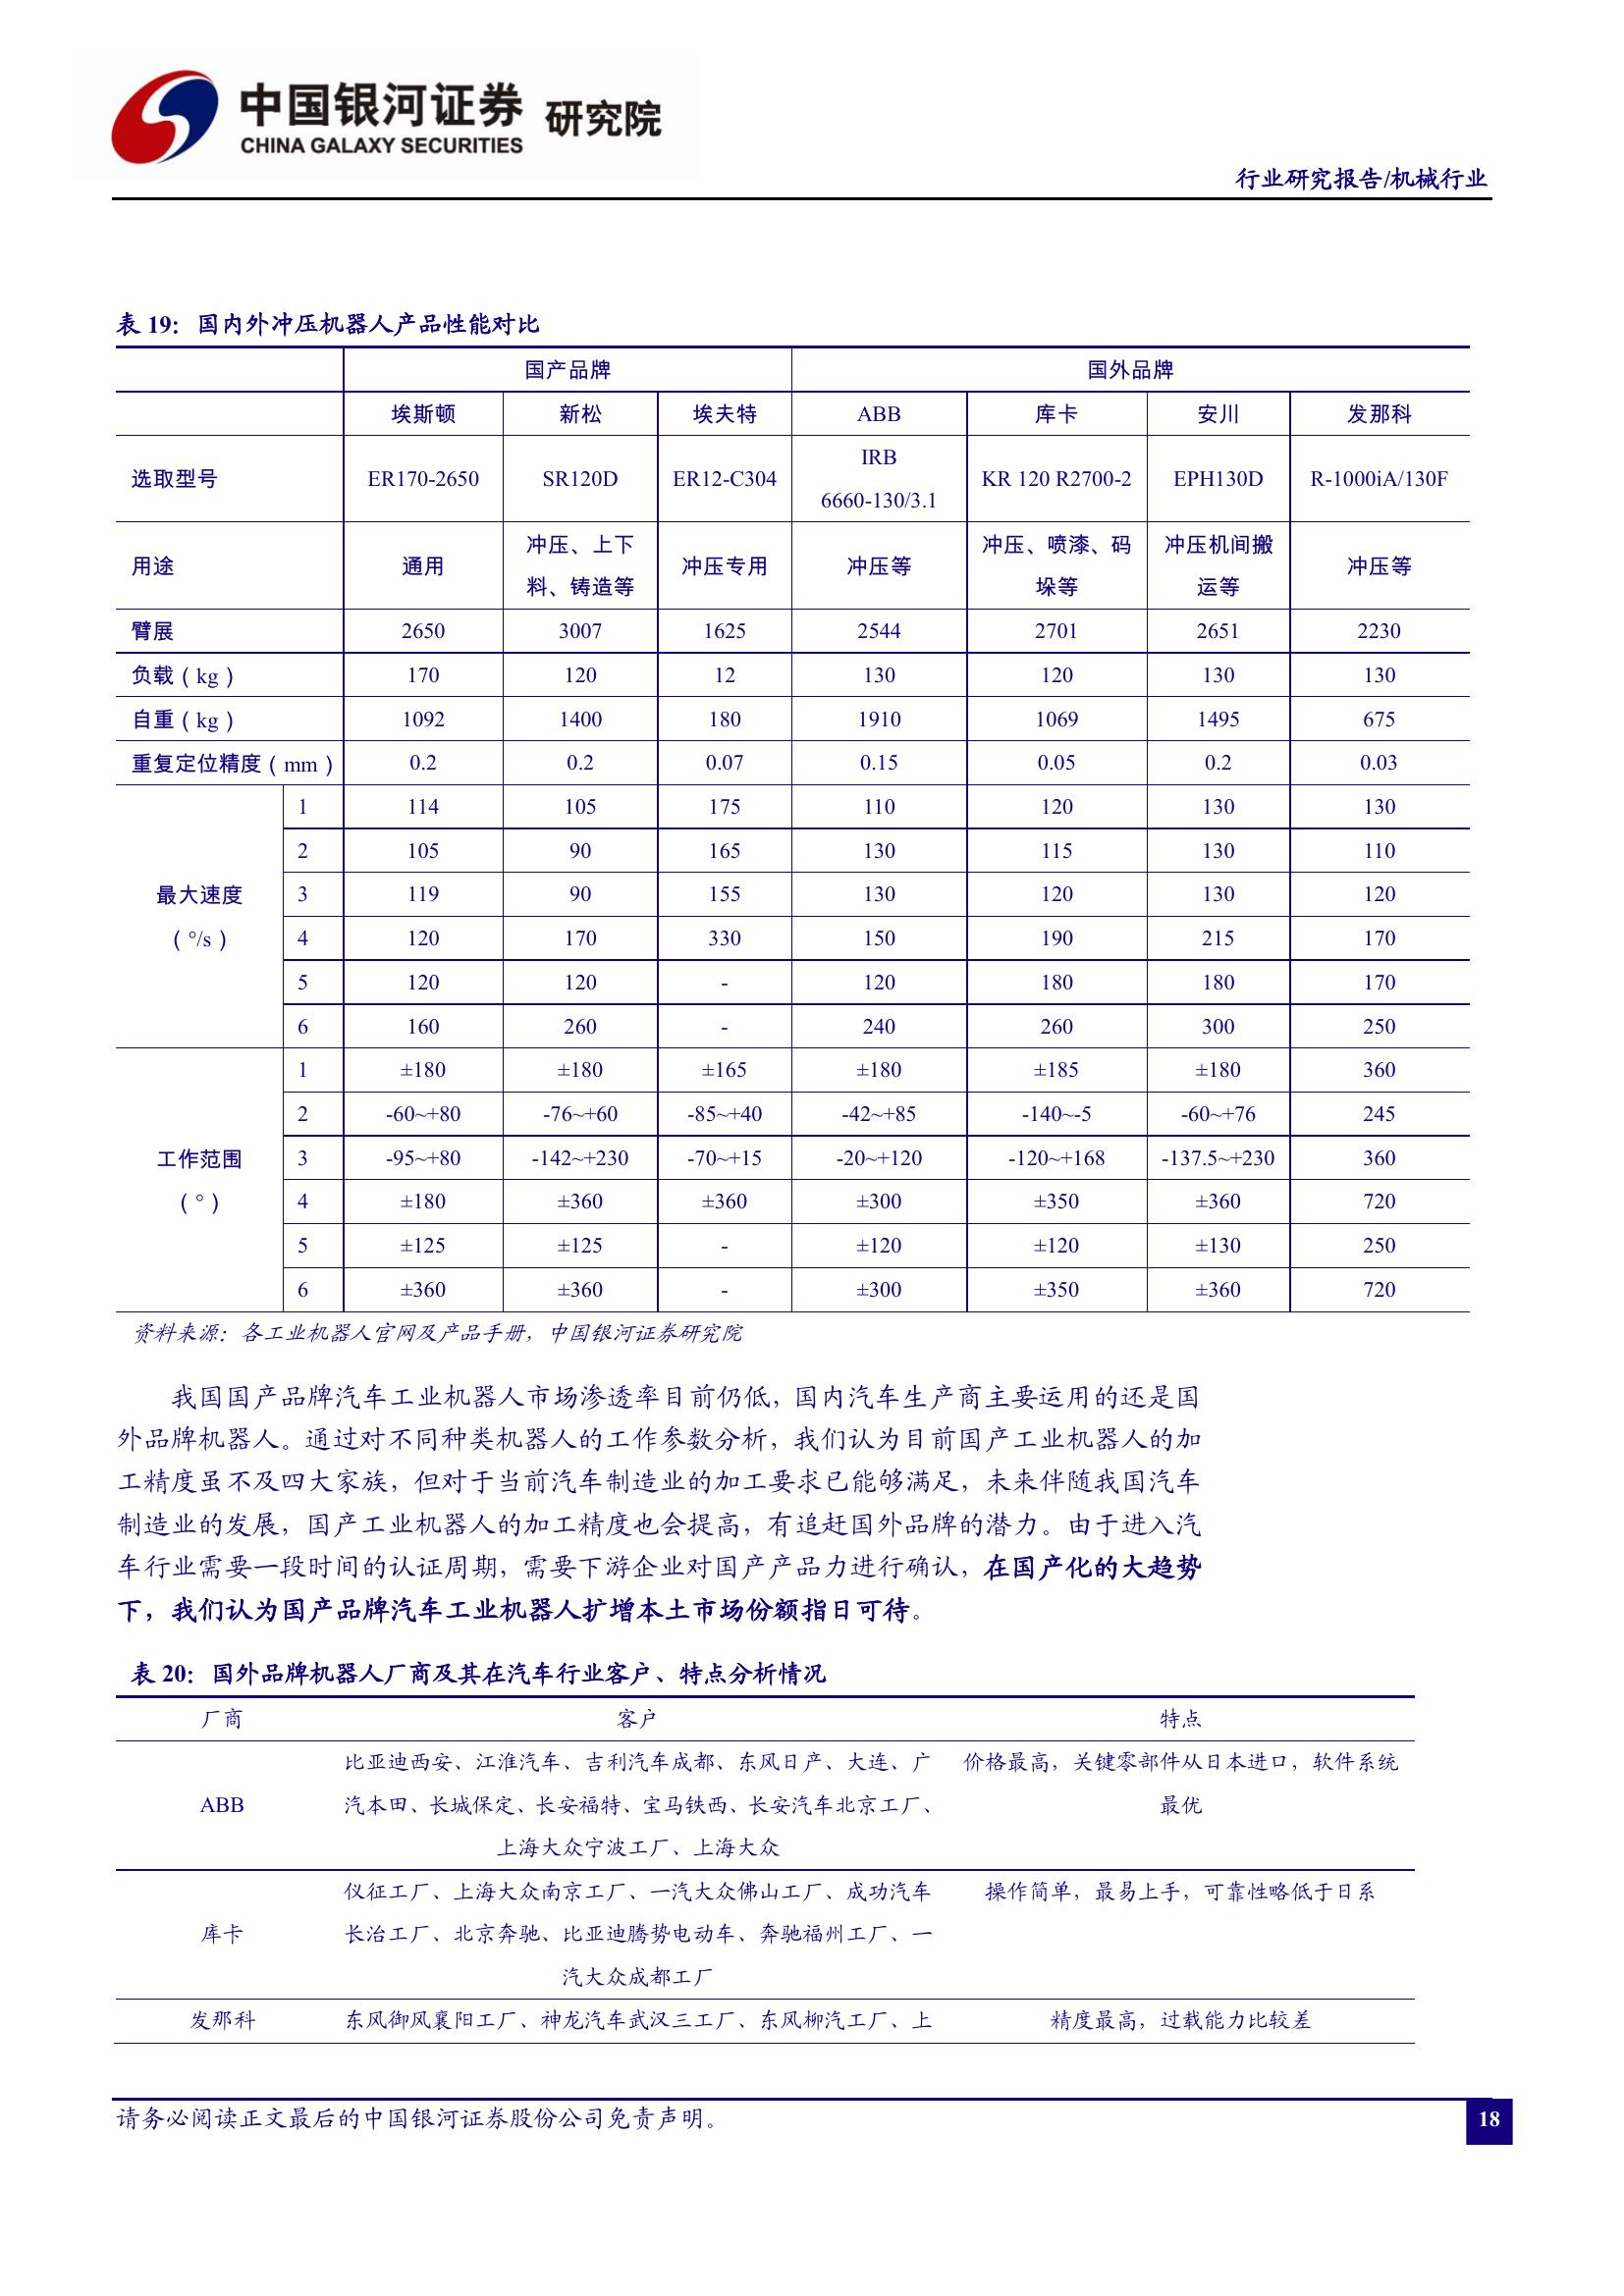 中国银河证券 研究院
CHINA GALAXY SECURITIES
行业研究报告/机械行业
表 19：国内外冲压机器人产品性能对比
国产品牌 国外品牌
埃斯顿 新松 埃夫特 ABB 库卡 安川 发那科
选取型号 ER170-2650 SR120D ER12-C304 IRB 6660-130/3.1 KR 120 R2700-2 EPH130D R-1000iA/130F
用途 通用 冲压、上下料、铸造等 冲压专用 冲压等 冲压、喷漆、码垛等 冲压机间搬运等 冲压等
臂展 2650 3007 1625 2544 2701 2651 2230
负载（kg） 170 120 12 130 120 130 130
自重（kg） 1092 1400 180 1910 1069 1495 675
重复定位精度（mm） 0.2 0.2 0.07 0.15 0.05 0.2 0.03
最大速度（°/s）
1 114 105 175 110 120 130 130
2 105 90 165 130 115 130 110
3 119 90 155 130 120 130 120
4 120 170 330 150 190 215 170
5 120 120 - 120 180 180 170
6 160 260 - 240 260 300 250
工作范围（°）
1 ±180 ±180 ±165 ±180 ±185 ±180 360
2 -60~+80 -76~+60 -85~+40 -42~+85 -140~-5 -60~+76 245
3 -95~+80 -142~+230 -70~+15 -20~+120 -120~+168 -137.5~+230 360
4 ±180 ±360 ±360 ±300 ±350 ±360 720
5 ±125 ±125 - ±120 ±120 ±130 250
6 ±360 ±360 - ±300 ±350 ±360 720
资料来源：各工业机器人官网及产品手册，中国银河证券研究院
我国国产品牌汽车工业机器人市场渗透率目前仍低，国内汽车生产商主要运用的还是国
外品牌机器人。通过对不同种类机器人的工作参数分析，我们认为目前国产工业机器人的加
工精度虽不及四大家族，但对于当前汽车制造业的加工要求已能够满足，未来伴随我国汽车
制造业的发展，国产工业机器人的加工精度也会提高，有追赶国外品牌的潜力。由于进入汽
车行业需要一段时间的认证周期，需要下游企业对国产产品力进行确认，在国产化的大趋势
下，我们认为国产品牌汽车工业机器人扩增本土市场份额指日可待。
表 20：国外品牌机器人厂商及其在汽车行业客户、特点分析情况
厂商 客户 特点
比亚迪西安、江淮汽车、吉利汽车成都、东风日产、大连、广 价格最高，关键零部件从日本进口，软件系统
ABB 汽本田、长城保定、长安福特、宝马铁西、长安汽车北京工厂、 最优
上海大众宁波工厂、上海大众
仪征工厂、上海大众南京工厂、一汽大众佛山工厂、成功汽车 操作简单，最易上手，可靠性略低于日系
库卡 长治工厂、北京奔驰、比亚迪腾势电动车、奔驰福州工厂、一
汽大众成都工厂
发那科 东风御风襄阳工厂、神龙汽车武汉三工厂、东风柳汽工厂、上 精度最高，过载能力比较差
请务必阅读正文最后的中国银河证券股份公司免责声明。
18